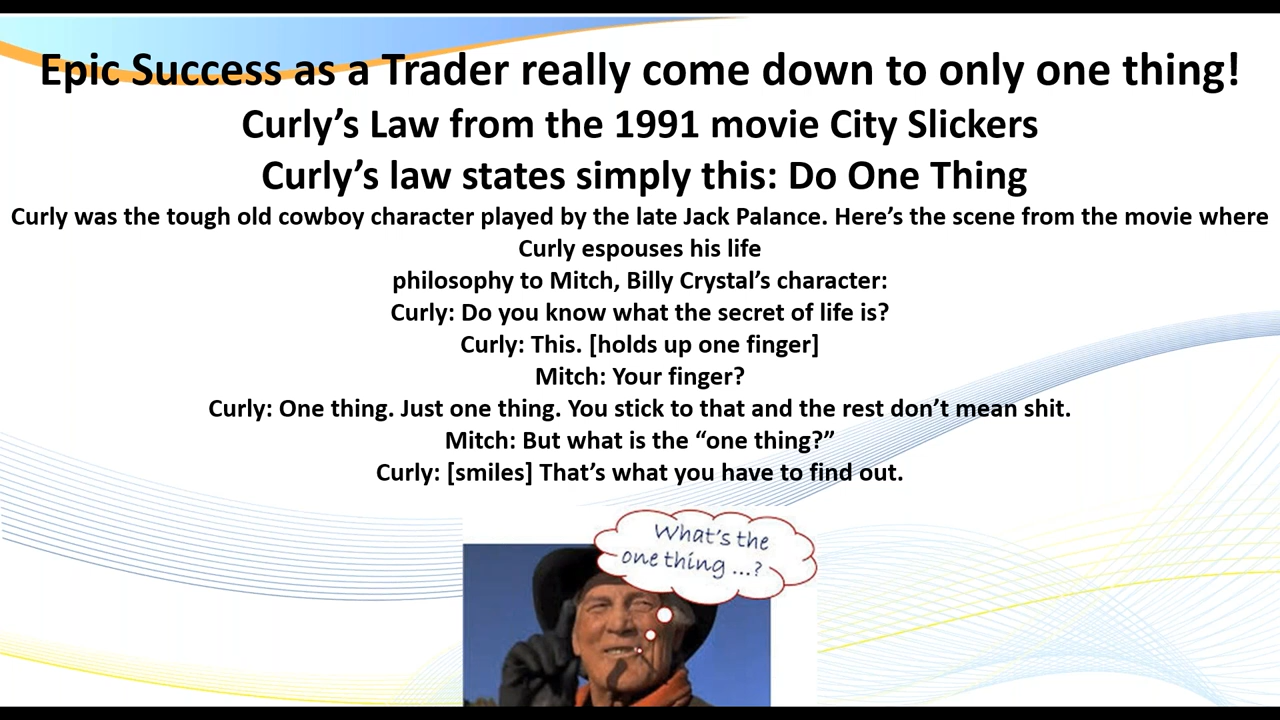 Epic Success as a Trader really come down to only one thing!
Curly’s Law from the 1991 movie City Slickers
Curly’s law states simply this: Do One Thing
Curly was the tough old cowboy character played by the late Jack Palance. Here’s the scene from the movie where
Curly espouses his life
philosophy to Mitch, Billy Crystal’s character:
Curly: Do you know what the secret of life is?
Curly: This. [holds up one finger]
Mitch: Your finger?
Curly: One thing. Just one thing. You stick to that and the rest don’t mean shit.
Mitch: But what is the “one thing?”
Curly: [smiles] That’s what you have to find out.
What’s the
one thing ...?